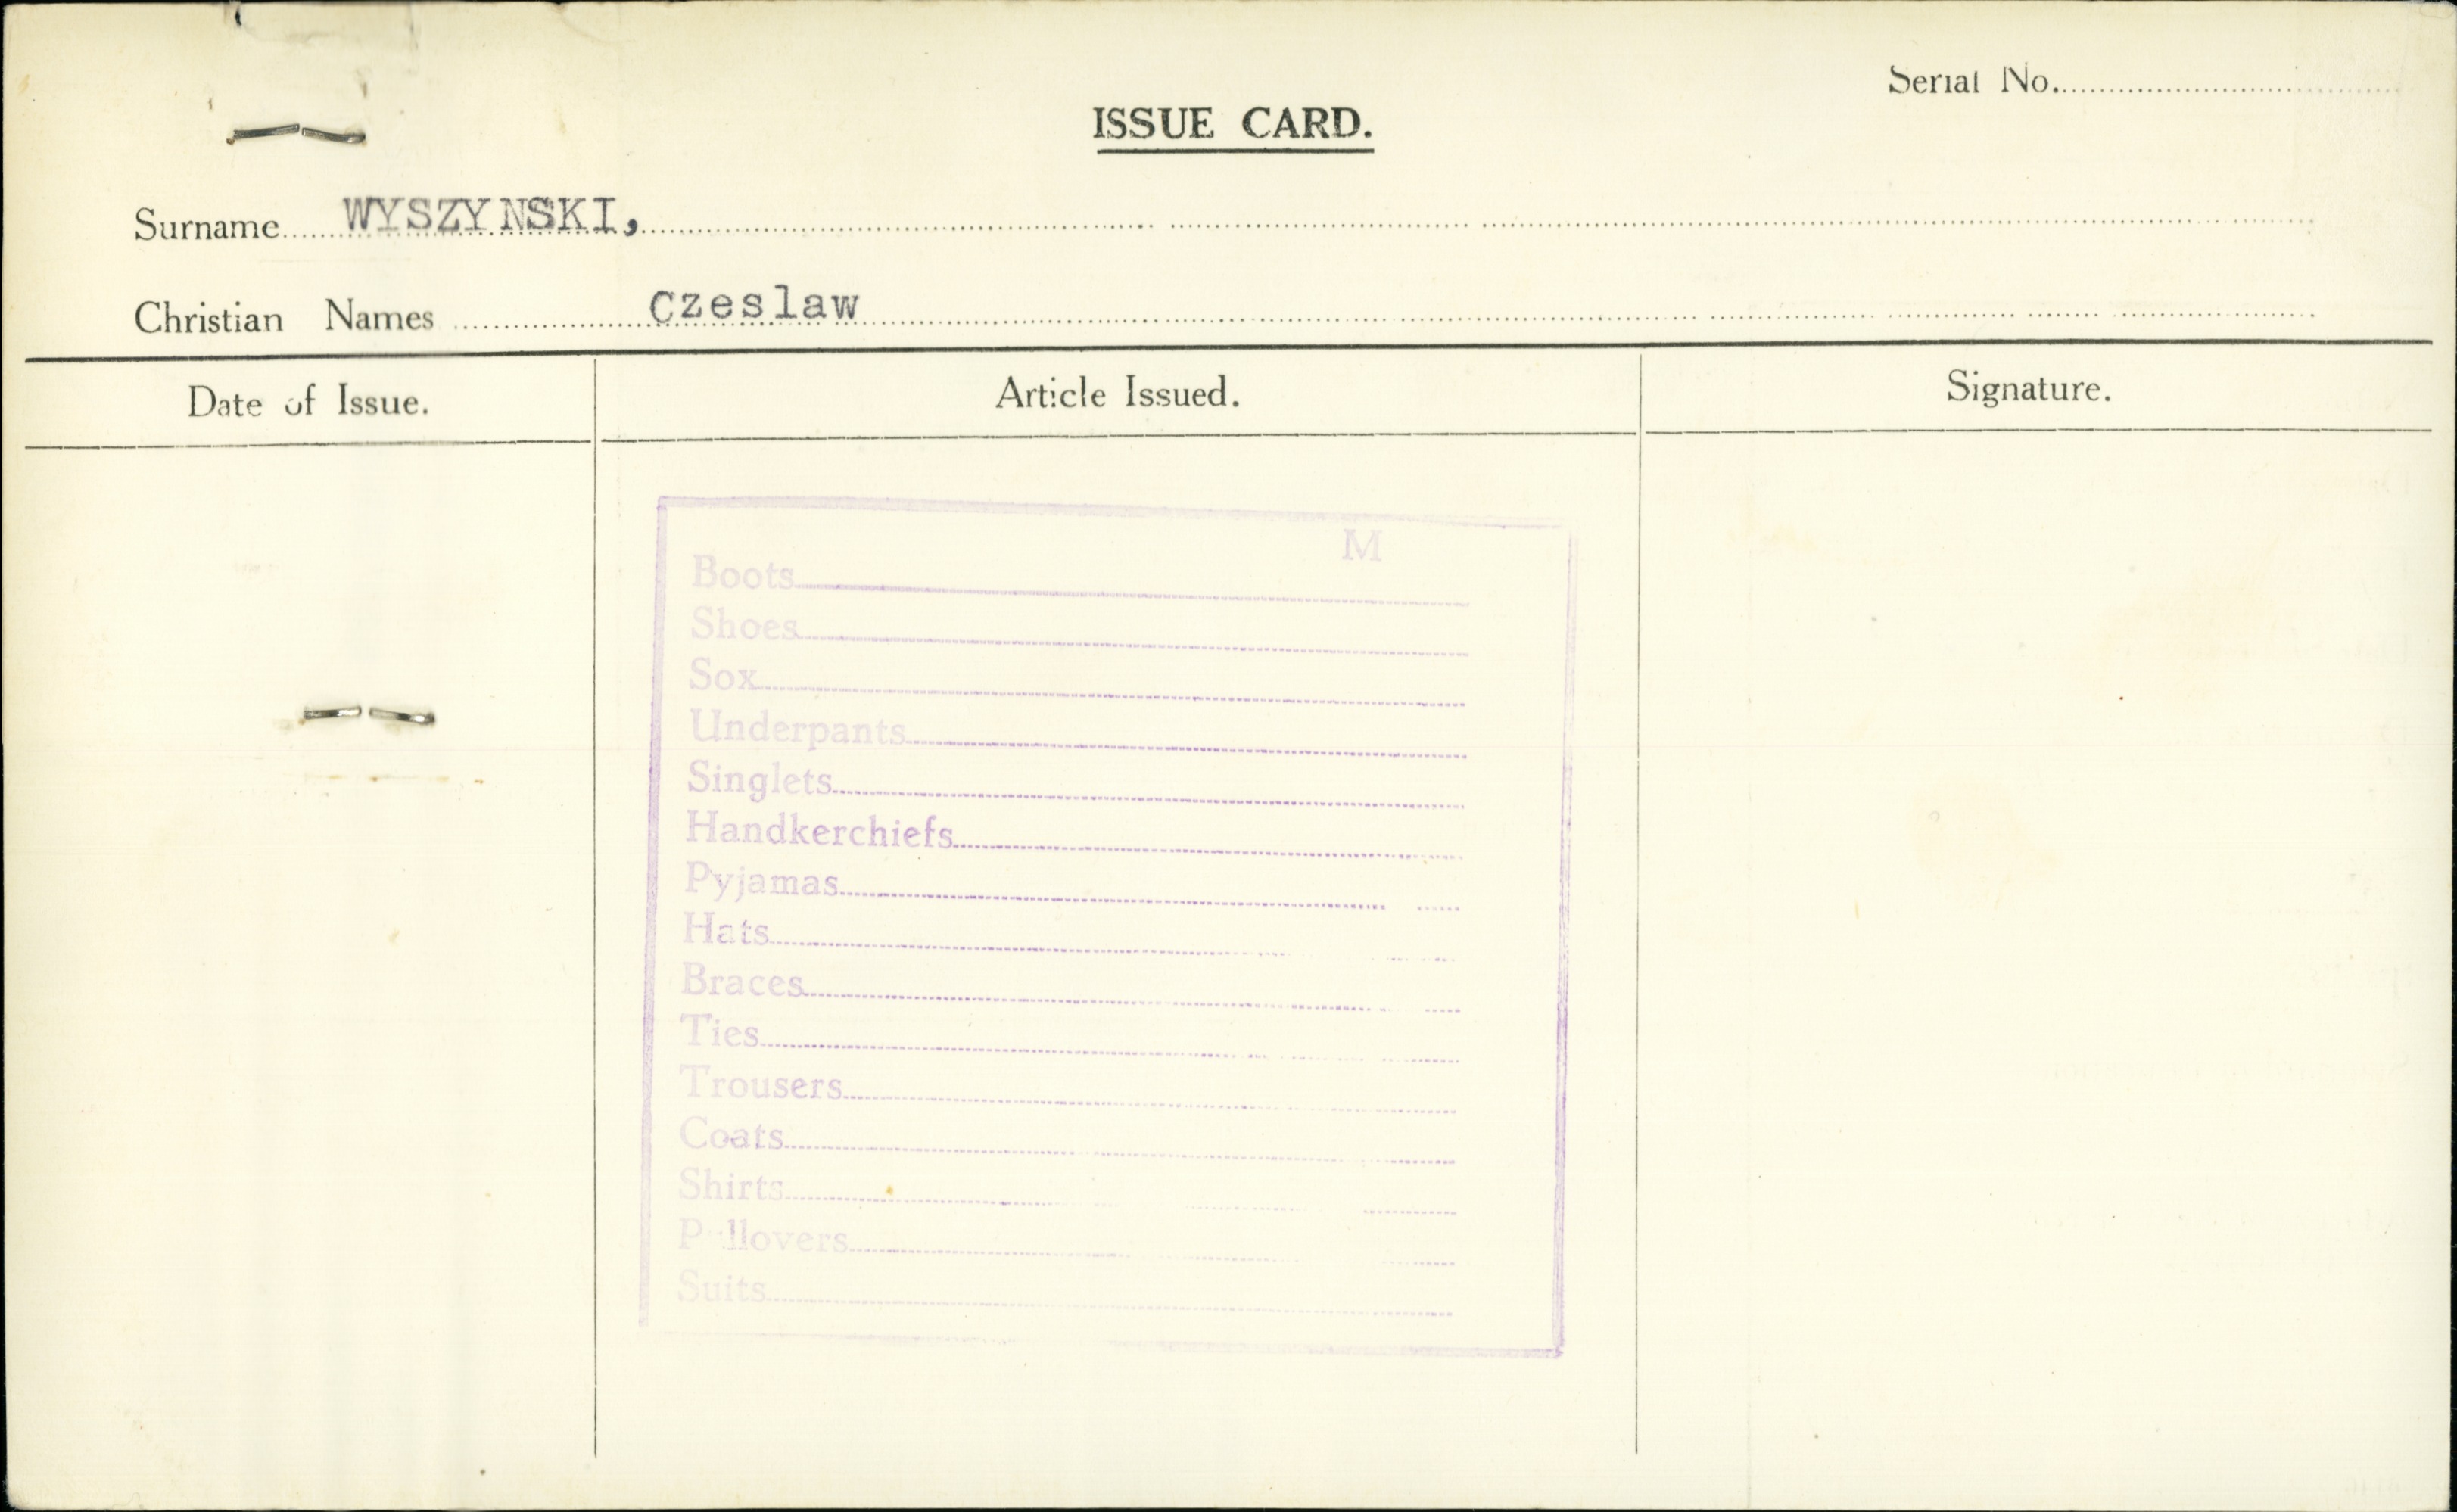 Serial No.
ISSUE CARD.
Surname WYSZYNSKI,
Christian Names Czeslaw
Date of Issue. Article Issued. Signature.
M
Boots
Shoes
Sox
Underpants
Singlets
Handkerchiefs
Pyjamas
Hats
Braces
Ties
Trousers
Coats
Shirts
Pullovers
Suits